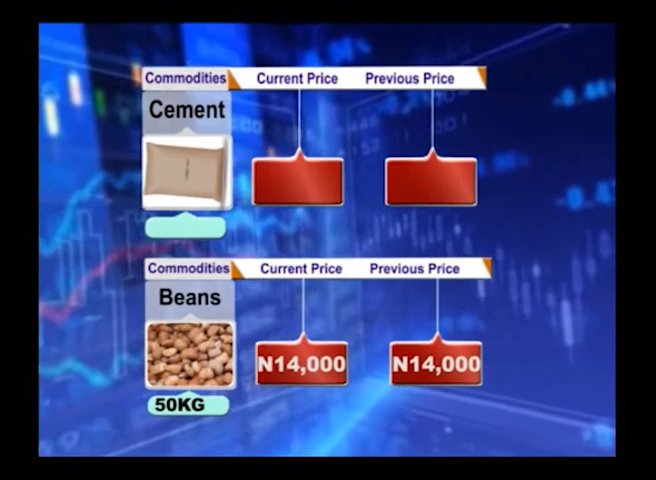 Commodities Current Price Previous Price
Cement
Commodities Current Price Previous Price
Beans
N14,000 N14,000
50KG